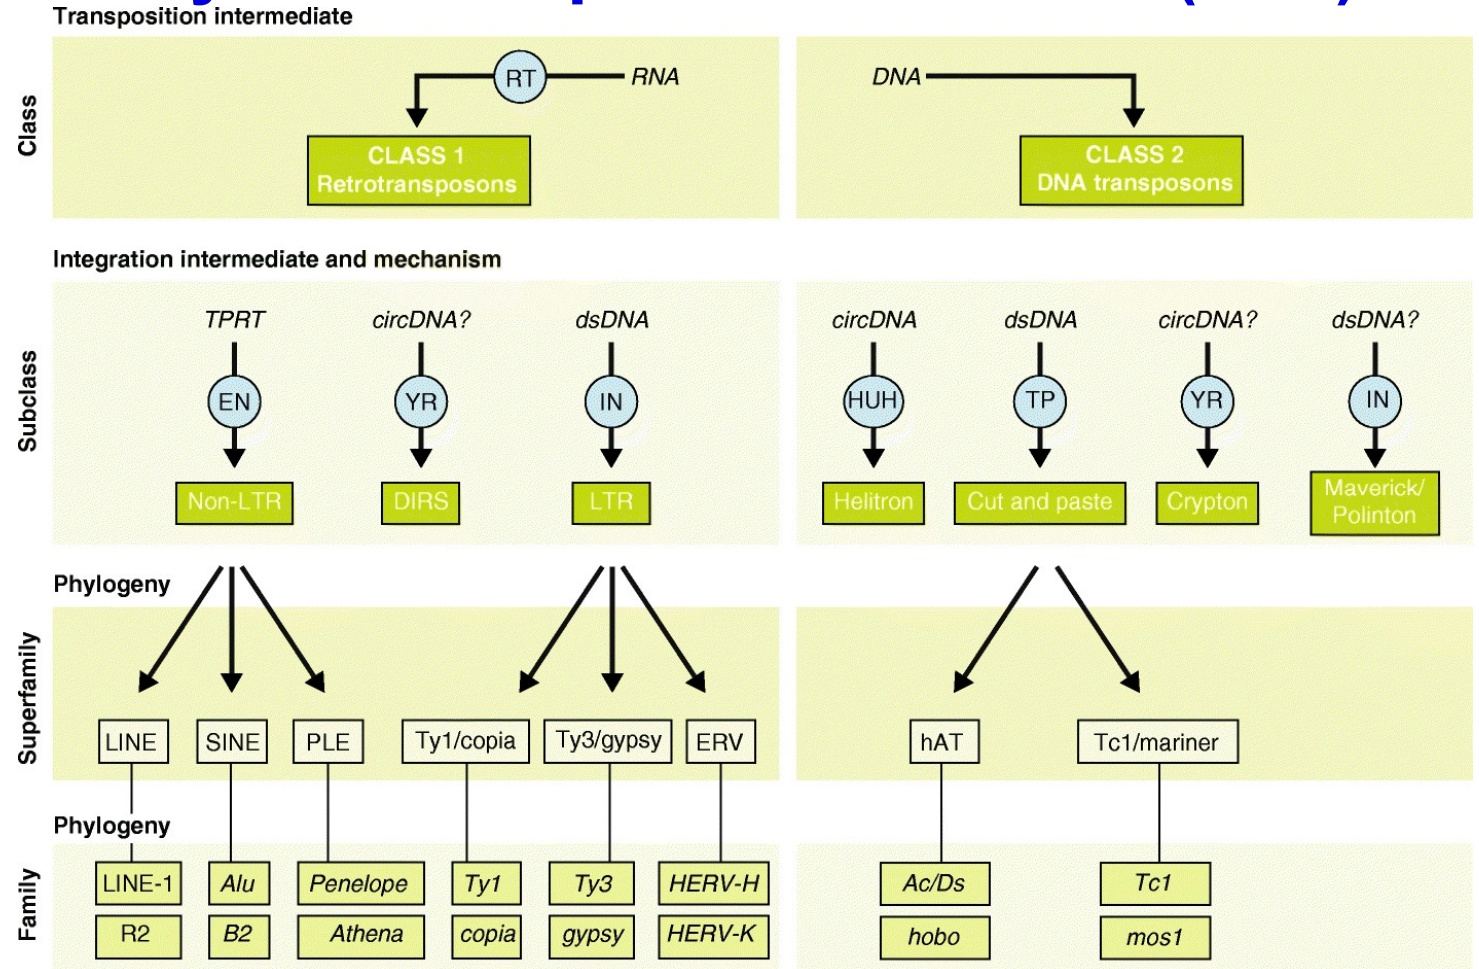 Transposition intermediate
Class
RT
RNA
DNA
CLASS 1
Retrotransposons
CLASS 2
DNA transposons
Integration intermediate and mechanism
Subclass
TPRT
circDNA?
dsDNA
circDNA
dsDNA
circDNA?
dsDNA?
EN
YR
IN
HUH
TP
YR
IN
Non-LTR
DIRS
LTR
Helitron
Cut and paste
Crypton
Maverick/
Polinton
Phylogeny
Superfamily
LINE
SINE
PLE
Ty1/copia
Ty3/gypsy
ERV
hAT
Tc1/mariner
Phylogeny
Family
LINE-1
Alu
Penelope
Ty1
Ty3
HERV-H
Ac/Ds
Tc1
R2
B2
Athena
copia
gypsy
HERV-K
hobo
mos1